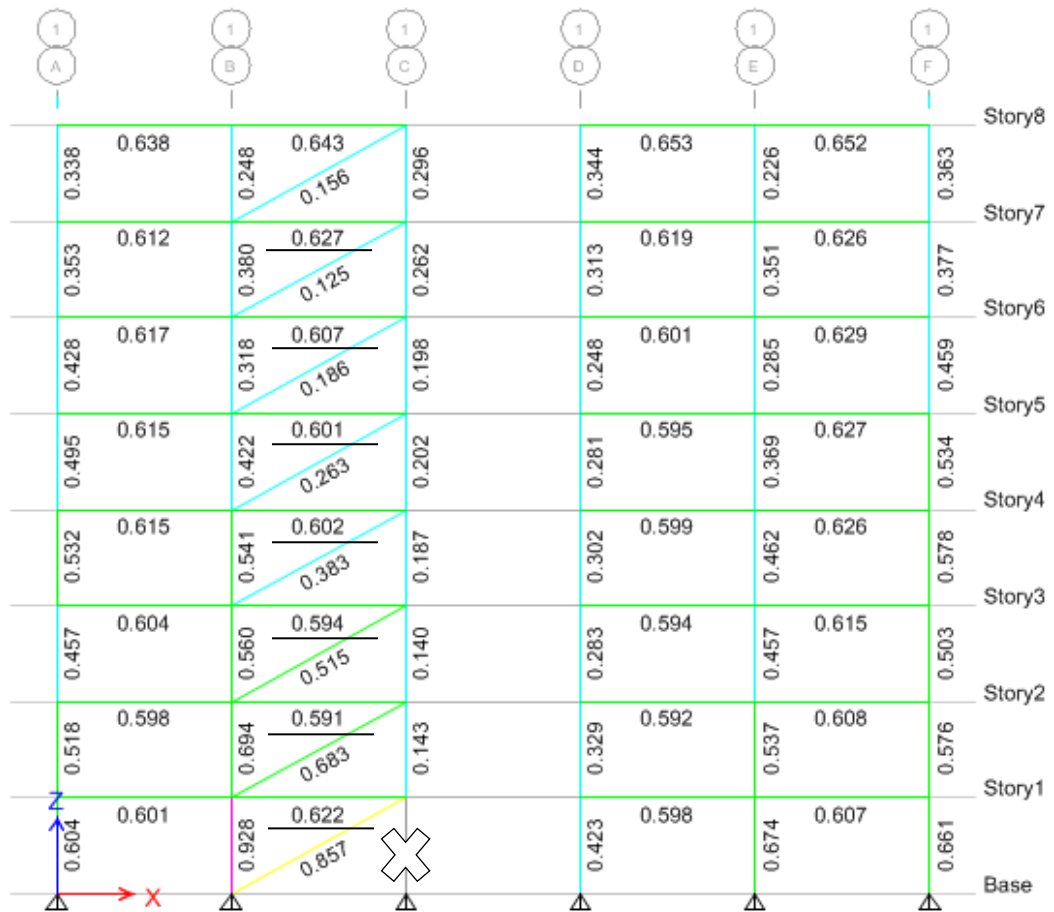 1 1 1 1 1 1
A B C D E F
Story8
0.638 0.643 0.653 0.652
0.338 0.248 0.156 0.296 0.344 0.226 0.363
Story7
0.612 0.627 0.619 0.626
0.353 0.380 0.125 0.262 0.313 0.351 0.377
Story6
0.617 0.607 0.601 0.629
0.428 0.318 0.186 0.198 0.248 0.285 0.459
Story5
0.615 0.601 0.595 0.627
0.495 0.422 0.263 0.202 0.281 0.369 0.534
Story4
0.615 0.602 0.599 0.626
0.532 0.541 0.383 0.187 0.302 0.462 0.578
Story3
0.604 0.594 0.594 0.615
0.457 0.560 0.515 0.140 0.283 0.457 0.503
Story2
0.598 0.591 0.592 0.608
0.518 0.694 0.683 0.143 0.329 0.537 0.576
Story1
Z
0.601 0.622 0.598 0.607
0.604 0.928 0.857 0.423 0.674 0.661
Base
X